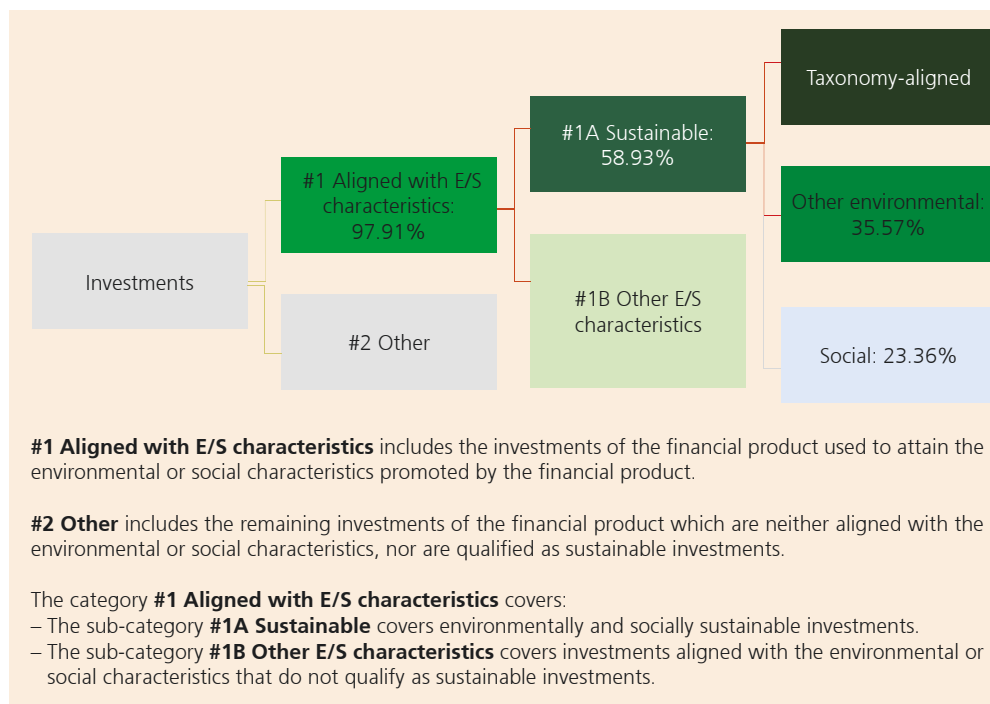 Taxonomy-aligned
#1A Sustainable:
58.93%
#1 Aligned with E/S
characteristics:
97.91%
Other environmental:
35.57%
Investments
#1B Other E/S
characteristics
#2 Other
Social: 23.36%
#1 Aligned with E/S characteristics includes the investments of the financial product used to attain the
environmental or social characteristics promoted by the financial product.
#2 Other includes the remaining investments of the financial product which are neither aligned with the
environmental or social characteristics, nor are qualified as sustainable investments.
The category #1 Aligned with E/S characteristics covers:
– The sub-category #1A Sustainable covers environmentally and socially sustainable investments.
– The sub-category #1B Other E/S characteristics covers investments aligned with the environmental or
social characteristics that do not qualify as sustainable investments.